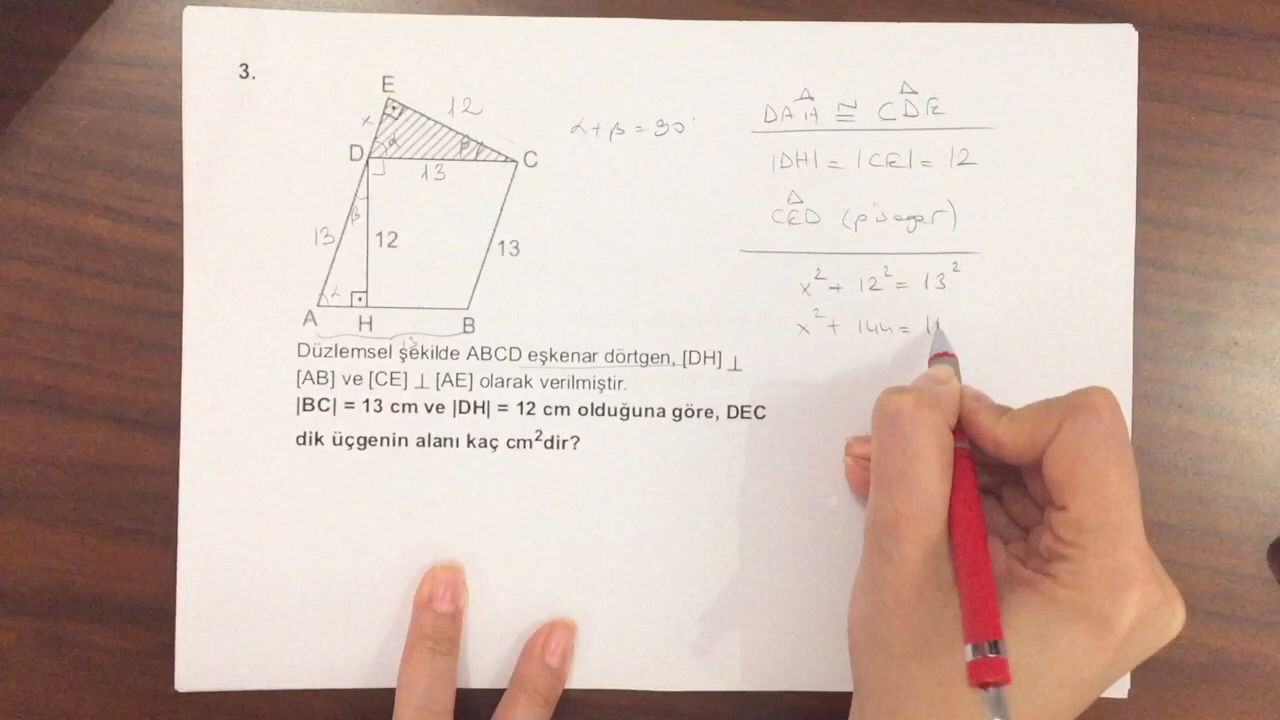 3.
E
x
12
D
α
β
C
13
β
13
12
13
α
A
H
B
13
Düzlemsel şekilde ABCD eşkenar dörtgen, [DH] ⊥
[AB] ve [CE] ⊥ [AE] olarak verilmiştir.
|BC| = 13 cm ve |DH| = 12 cm olduğuna göre, DEC
dik üçgenin alanı kaç cm²dir?
α + β = 90°
DAH ≅ CDE
|DH| = |CE| = 12
CED (pisagor)
x² + 12² = 13²
x² + 144 = 1